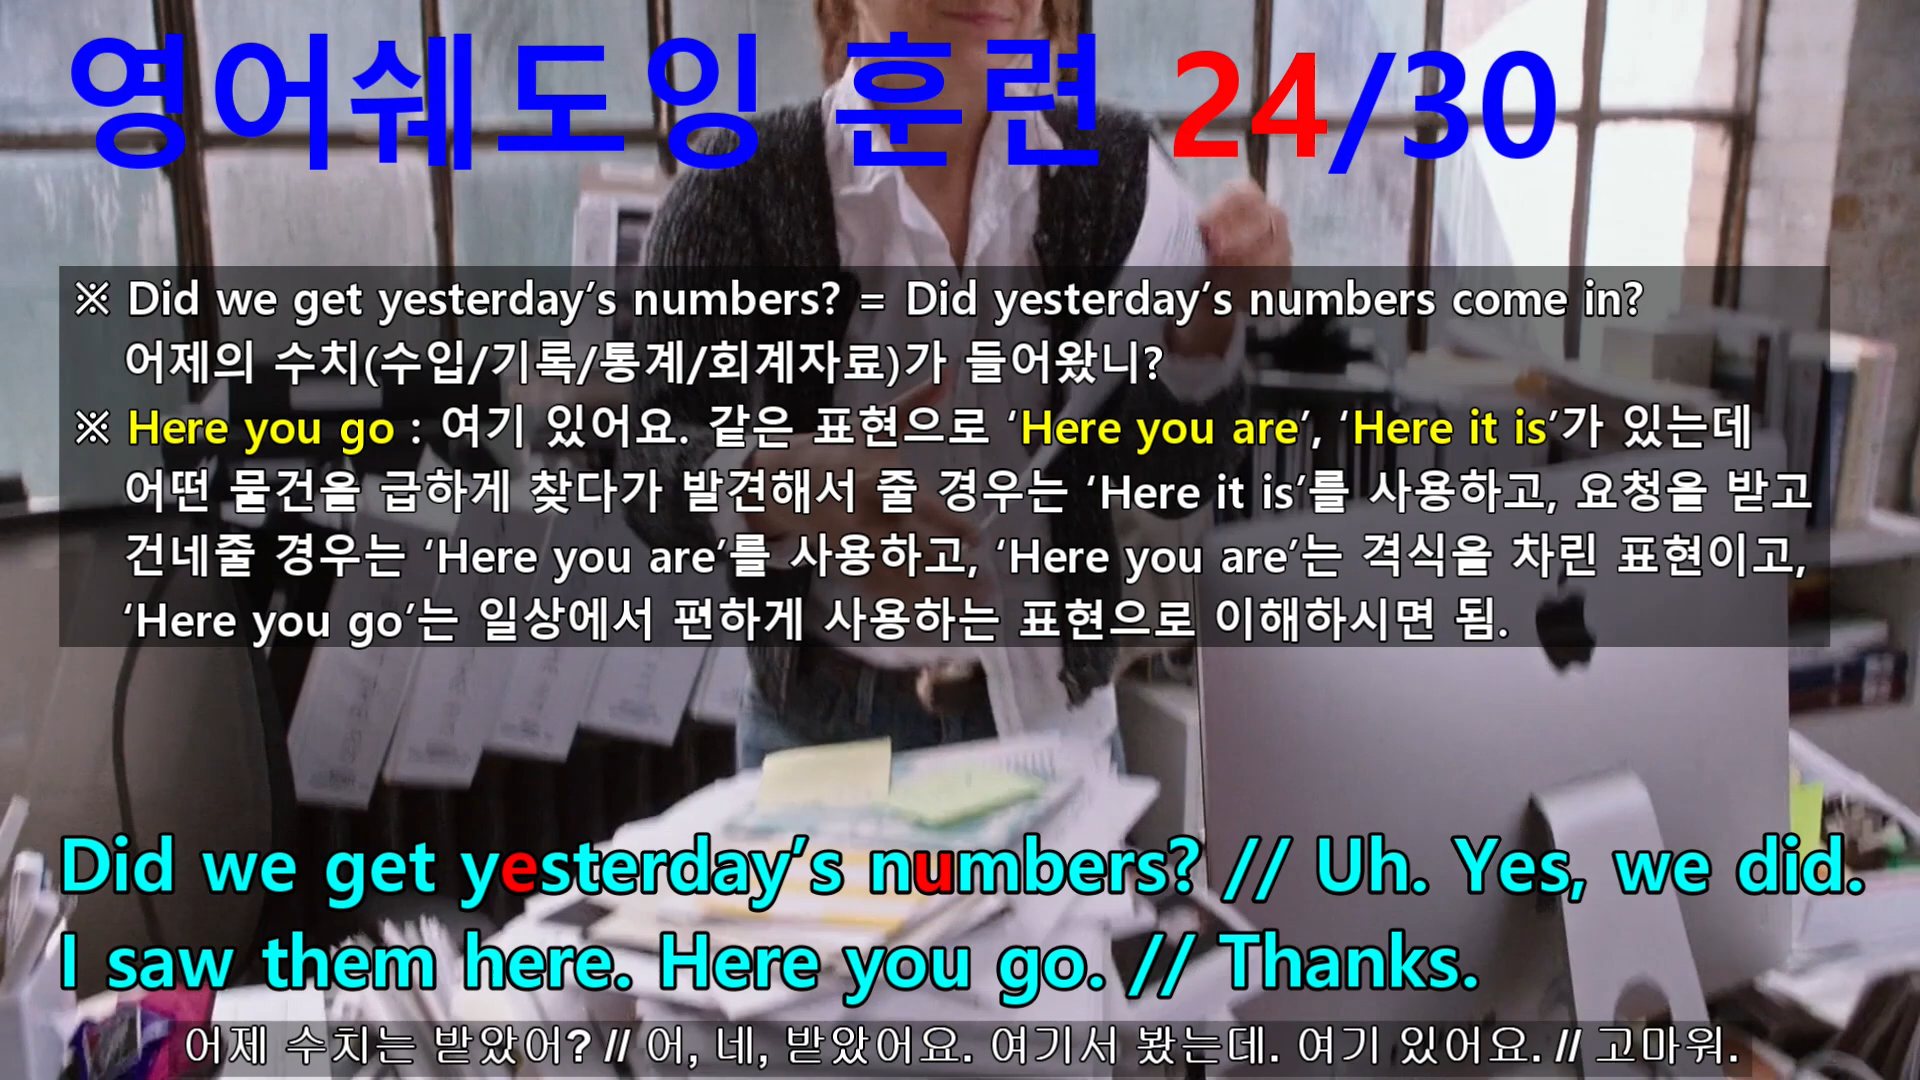 영어쉐도잉 훈련 24/30
※ Did we get yesterday’s numbers? = Did yesterday’s numbers come in?
어제의 수치(수입/기록/통계/회계자료)가 들어왔니?
※ Here you go : 여기 있어요. 같은 표현으로 ‘Here you are’, ‘Here it is’가 있는데
어떤 물건을 급하게 찾다가 발견해서 줄 경우는 ‘Here it is’를 사용하고, 요청을 받고
건네줄 경우는 ‘Here you are’를 사용하고, ‘Here you are’는 격식을 차린 표현이고,
‘Here you go’는 일상에서 편하게 사용하는 표현으로 이해하시면 됨.
Did we get yesterday’s numbers? // Uh. Yes, we did.
I saw them here. Here you go. // Thanks.
어제 수치는 받았어? // 어, 네, 받았어요. 여기서 봤는데. 여기 있어요. // 고마워.